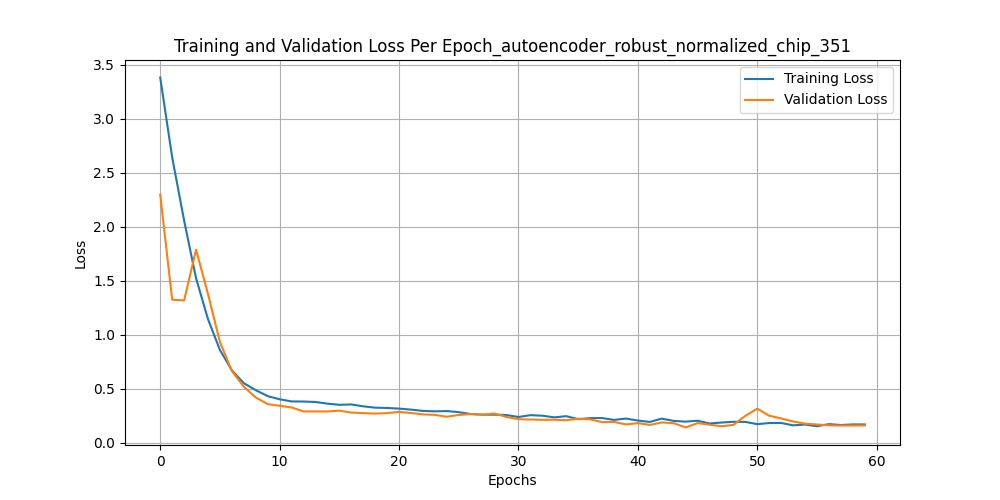 Training and Validation Loss Per Epoch_autoencoder_robust_normalized_chip_351
Training Loss
Validation Loss
Loss
3.5
3.0
2.5
2.0
1.5
1.0
0.5
0.0
0 10 20 30 40 50 60
Epochs